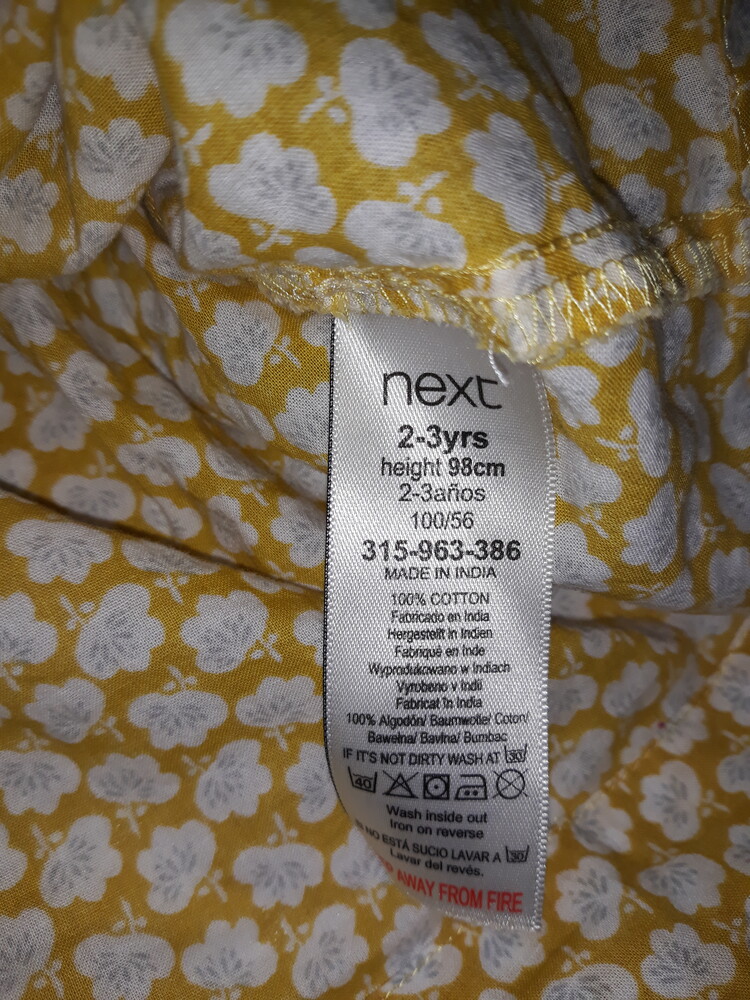 next
2-3yrs
height 98cm
2-3años
100/56
315-963-386
MADE IN INDIA
100% COTTON
Fabricado en India
Hergestellt in Indien
Fabriqué en Inde
Wyprodukowano w Indiach
Vyrobeno v Indii
Fabricat în India
100% Algodón/ Baumwolle/ Coton/
Bawełna/ Bavlna/ Bumbac
IF IT'S NOT DIRTY WASH AT 30
40
Wash inside out
Iron on reverse
NO ESTÁ SUCIO LAVAR A 30
Lavar del revés.
AWAY FROM FIRE